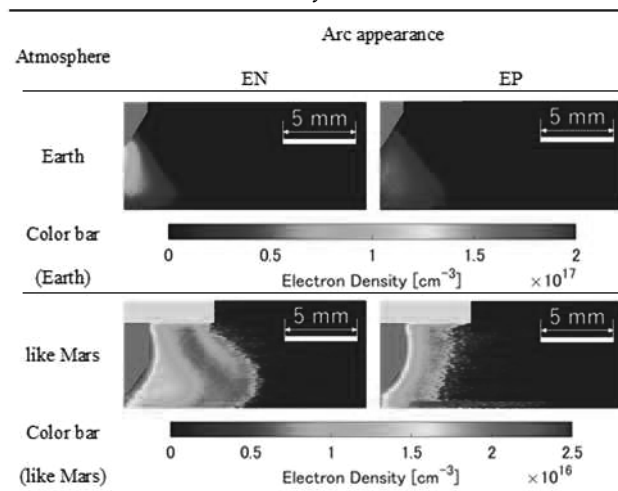 Arc appearance
Atmosphere
EN EP
5 mm 5 mm
Earth
Color bar
(Earth)
0 0.5 1 1.5 2
Electron Density [cm⁻³] ×10¹⁷
5 mm 5 mm
like Mars
Color bar
(like Mars)
0 0.5 1 1.5 2 2.5
Electron Density [cm⁻³] ×10¹⁶